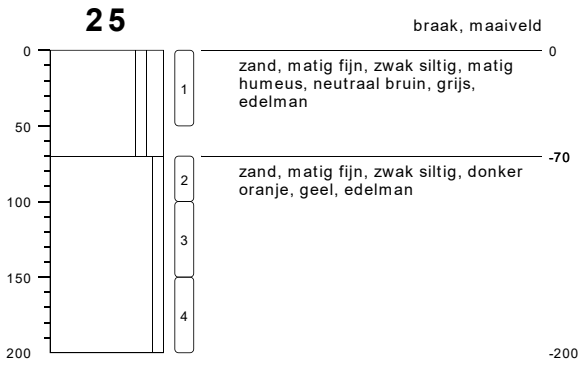 25
braak, maaiveld
0
0
zand, matig fijn, zwak siltig, matig
humeus, neutraal bruin, grijs,
edelman
1
50
-70
zand, matig fijn, zwak siltig, donker
oranje, geel, edelman
2
100
3
150
4
200
-200